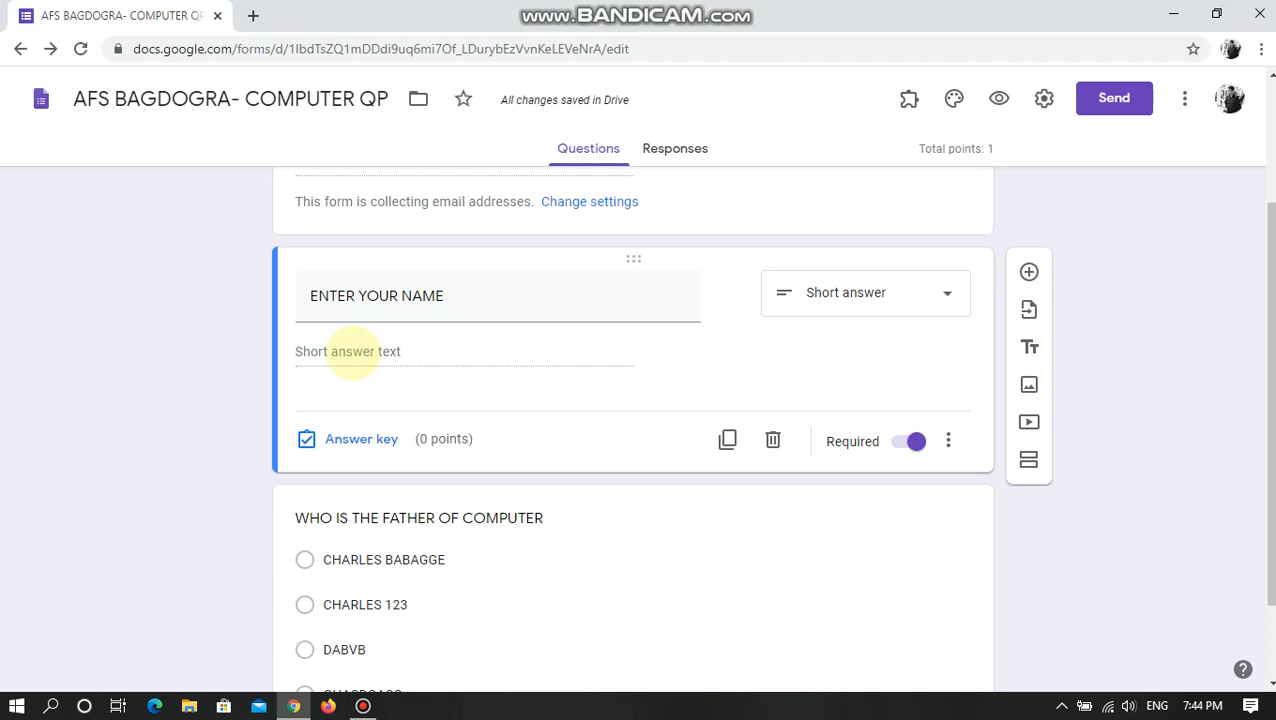 www.BANDICAM.com
AFS BAGDOGRA- COMPUTER QP
docs.google.com/forms/d/1IbdTsZQ1mDDdi9uq6mi7Of_LDurybEzVvnKeLEVeNrA/edit
AFS BAGDOGRA- COMPUTER QP
All changes saved in Drive
Send
Questions
Responses
Total points: 1
This form is collecting email addresses. Change settings
ENTER YOUR NAME
Short answer
Short answer text
Answer key (0 points)
Required
WHO IS THE FATHER OF COMPUTER
CHARLES BABAGGE
CHARLES 123
DABVB
ENG 7:44 PM